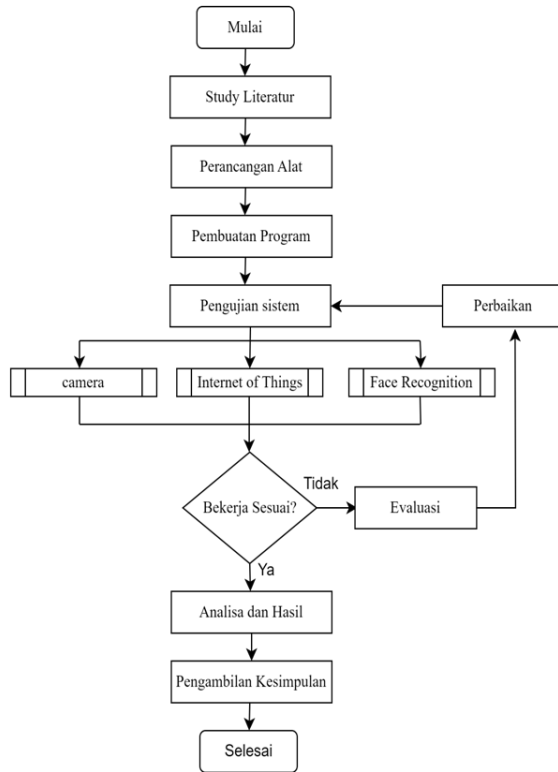 Mulai
Study Literatur
Perancangan Alat
Pembuatan Program
Pengujian sistem
Perbaikan
camera
Internet of Things
Face Recognition
Tidak
Bekerja Sesuai?
Evaluasi
Ya
Analisa dan Hasil
Pengambilan Kesimpulan
Selesai